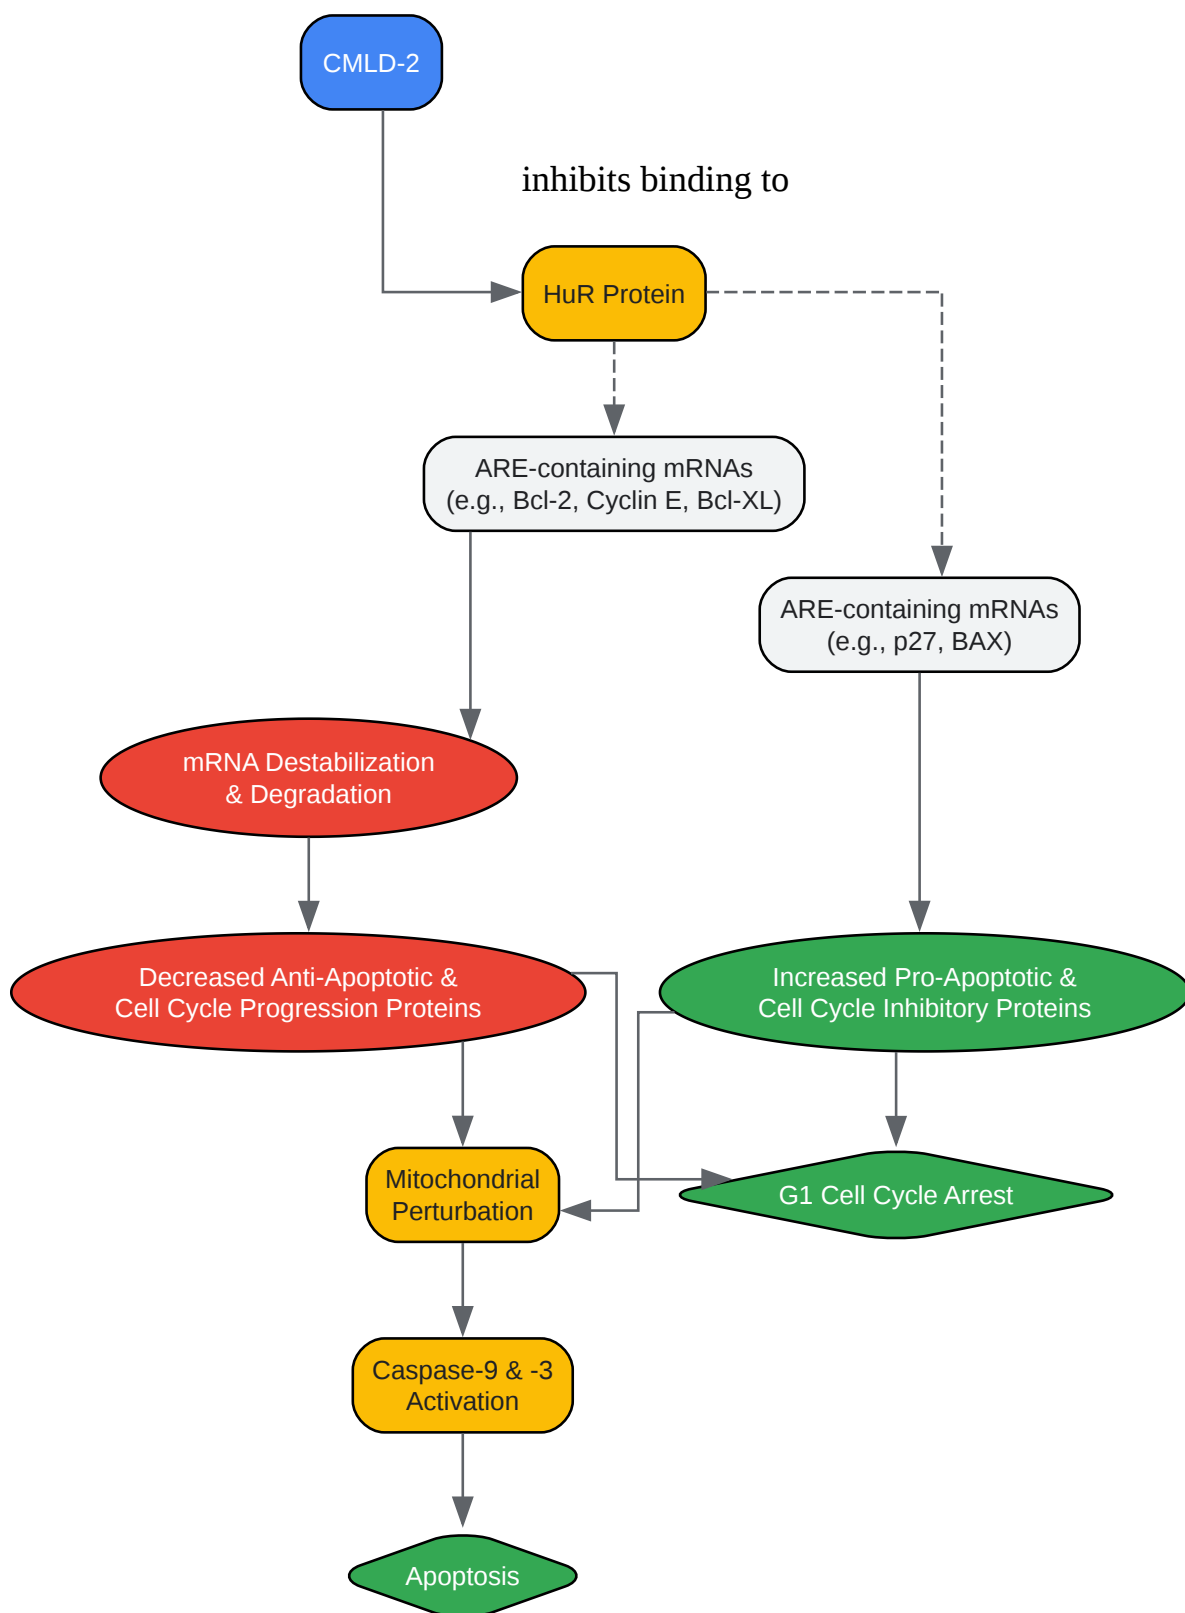 CMLD-2
inhibits binding to
HuR Protein
ARE-containing mRNAs
(e.g., Bcl-2, Cyclin E, Bcl-XL)
ARE-containing mRNAs
(e.g., p27, BAX)
mRNA Destabilization
& Degradation
Decreased Anti-Apoptotic &
Cell Cycle Progression Proteins
Increased Pro-Apoptotic &
Cell Cycle Inhibitory Proteins
Mitochondrial
Perturbation
G1 Cell Cycle Arrest
Caspase-9 & -3
Activation
Apoptosis